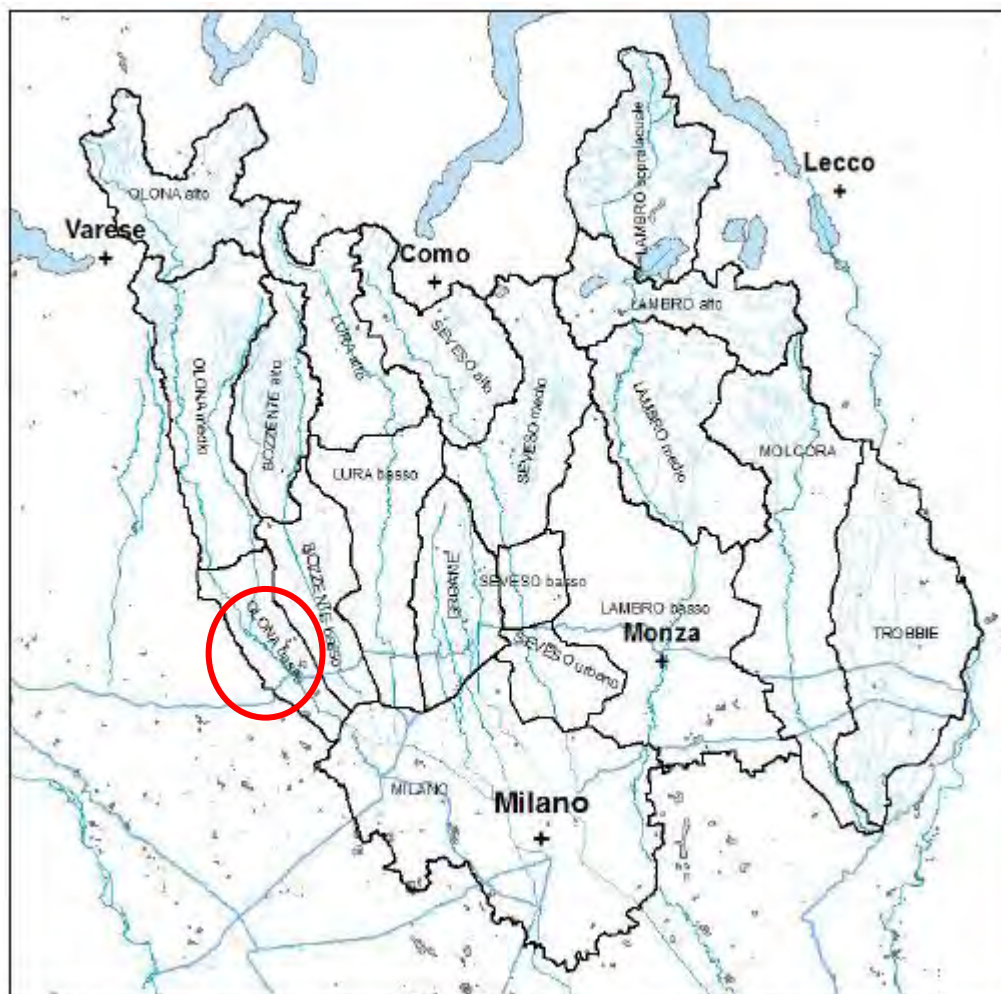 Lecco
LAMBRO sopralacuale
OLONA alto
Varese
Como
LAMBRO alto
LURA alto
SEVESO alto
OLONA medio
BOZZENTE alto
SEVESO medio
LAMBRO medio
MOLGORA
LURA basso
BOZZENTE basso
SEVESO basso
LAMBRO basso
OLONA basso
Monza
TROBBIE
SEVESO urbano
MILANO
Milano